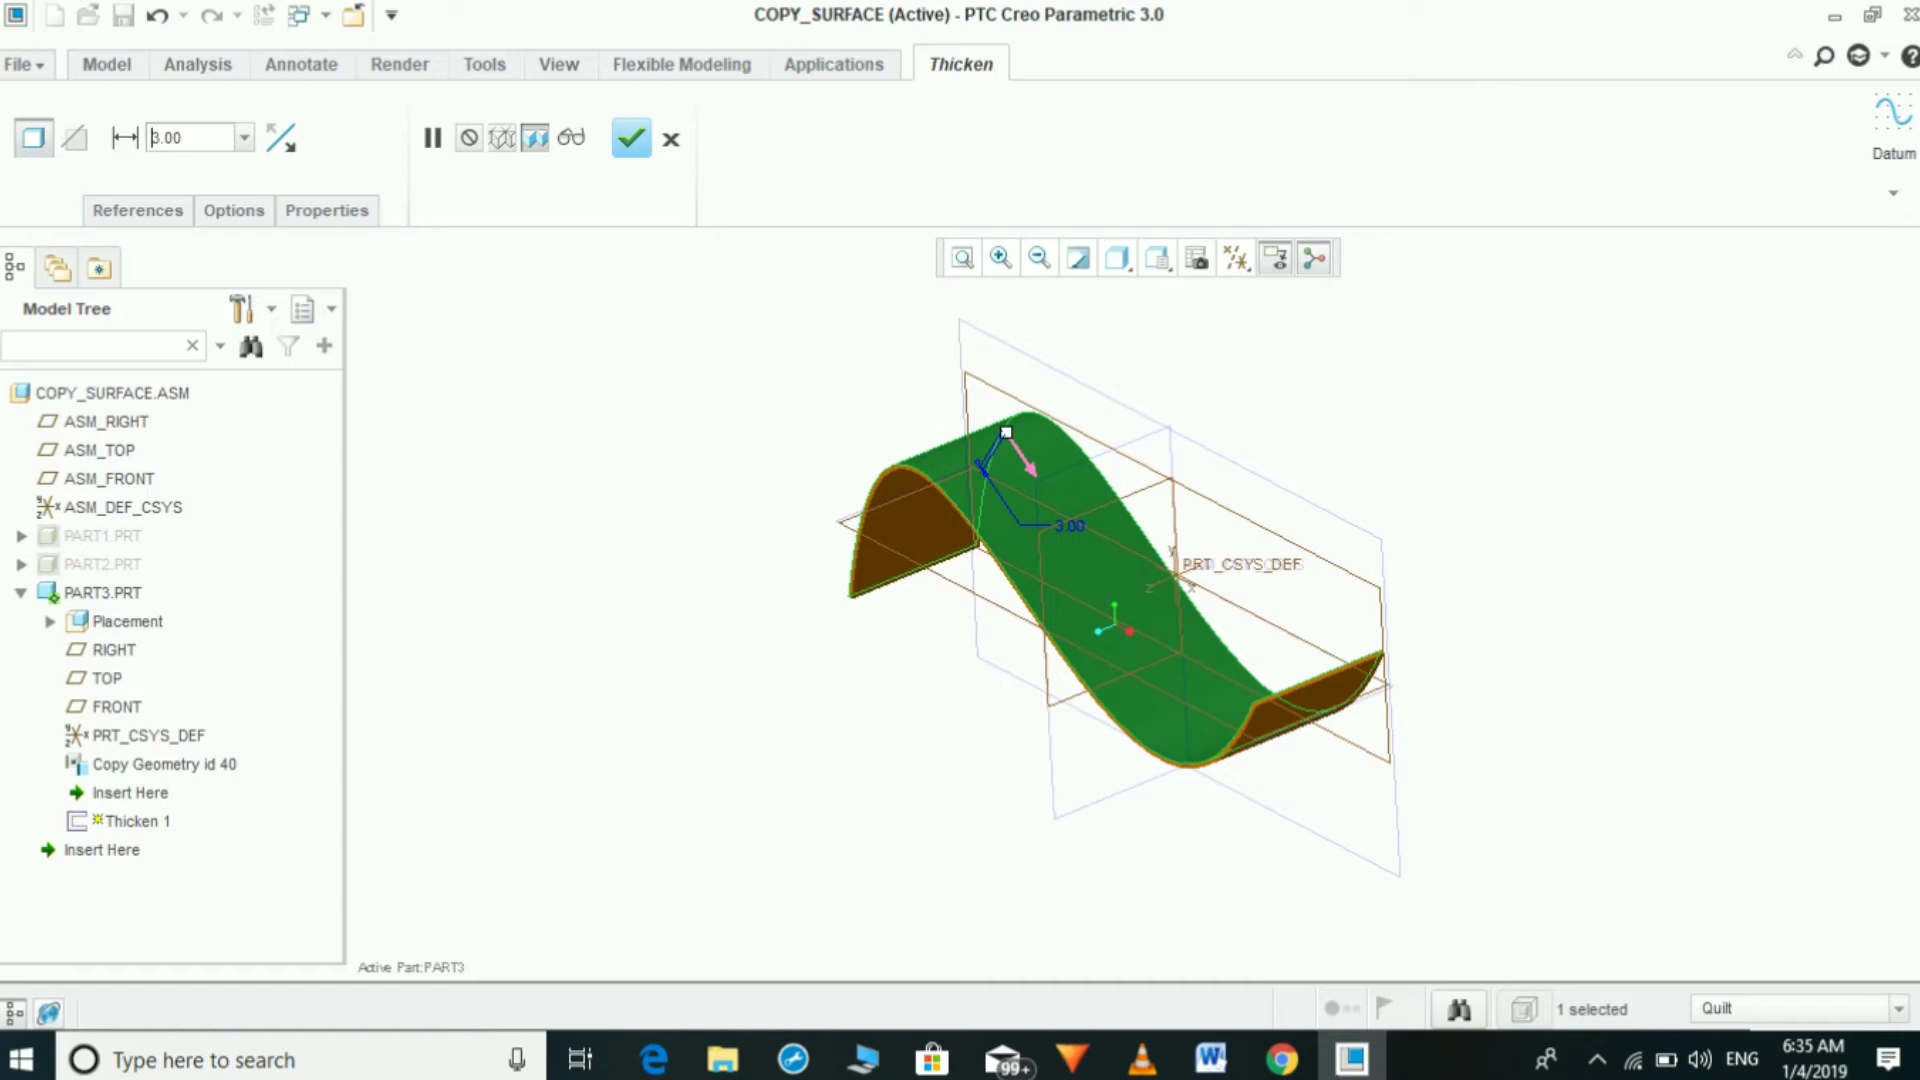 COPY_SURFACE (Active) - PTC Creo Parametric 3.0
File Model Analysis Annotate Render Tools View Flexible Modeling Applications Thicken
3.00
Datum
References Options Properties
Model Tree
COPY_SURFACE.ASM
ASM_RIGHT
ASM_TOP
ASM_FRONT
ASM_DEF_CSYS
PART1.PRT
PART2.PRT
PART3.PRT
Placement
RIGHT
TOP
FRONT
PRT_CSYS_DEF
Copy Geometry id 40
Insert Here
Thicken 1
Insert Here
3.00
Y
PRT_CSYS_DEF
Z X
Active Part:PART3
1 selected
Quilt
Type here to search
99+
ENG
6:35 AM
1/4/2019